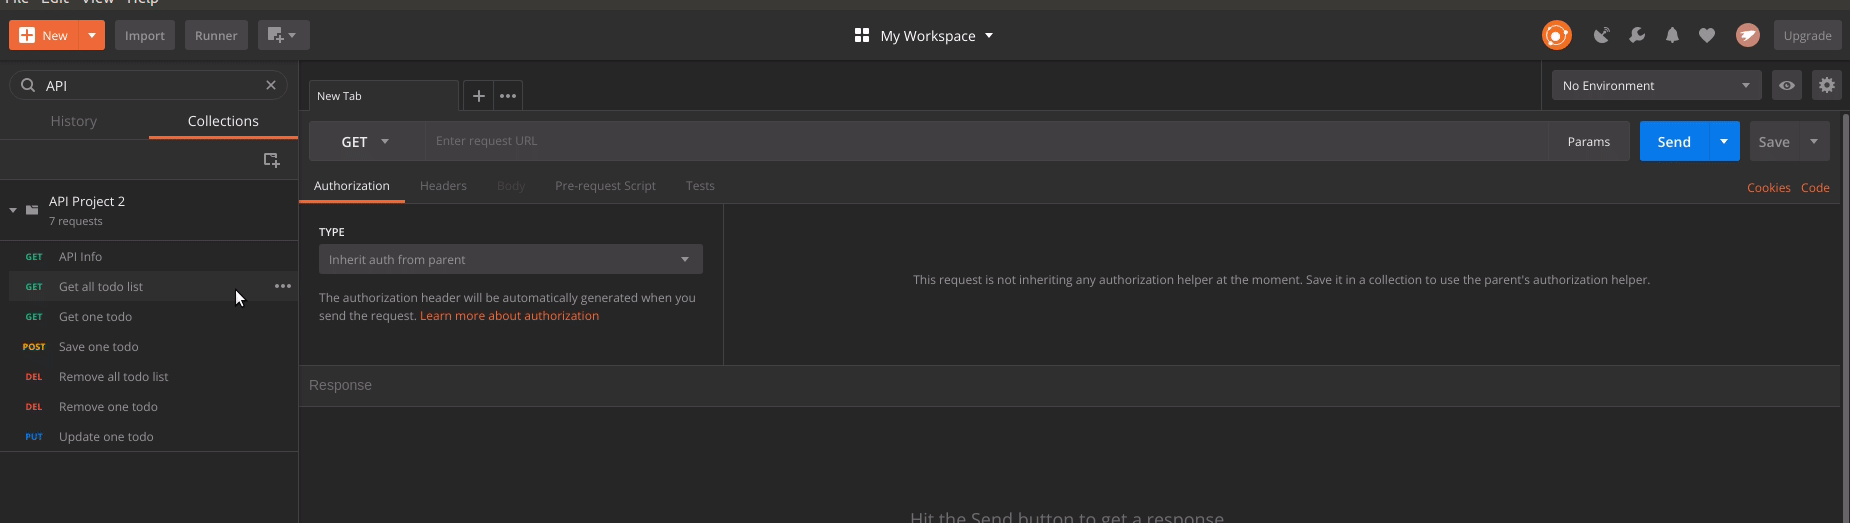 File Edit View Help
New
Import
Runner
My Workspace
Upgrade
API
History
Collections
API Project 2
7 requests
GET API Info
GET Get all todo list
GET Get one todo
POST Save one todo
DEL Remove all todo list
DEL Remove one todo
PUT Update one todo
New Tab
No Environment
GET
Enter request URL
Params
Send
Save
Authorization
Headers
Body
Pre-request Script
Tests
Cookies
Code
TYPE
Inherit auth from parent
The authorization header will be automatically generated when you
send the request. Learn more about authorization
This request is not inheriting any authorization helper at the moment. Save it in a collection to use the parent's authorization helper.
Response
Hit the Send button to get a response